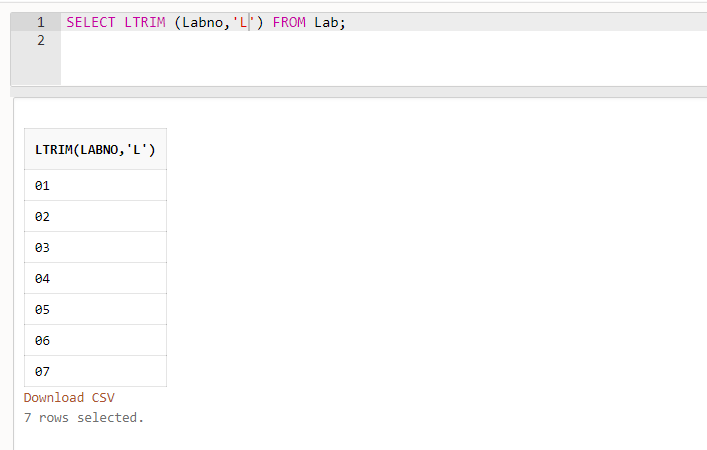 1 SELECT LTRIM (Labno,'L') FROM Lab;
2
LTRIM(LABNO,'L')
01
02
03
04
05
06
07
Download CSV
7 rows selected.